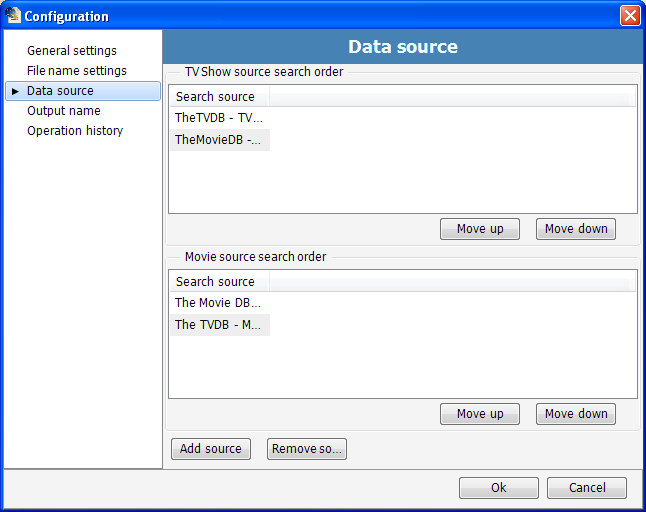 Configuration
General settings
File name settings
Data source
Output name
Operation history
Data source
TV Show source search order
Search source
TheTVDB - TV...
TheMovieDB -...
Move up
Move down
Movie source search order
Search source
The Movie DB...
The TVDB - M...
Move up
Move down
Add source
Remove so...
Ok
Cancel